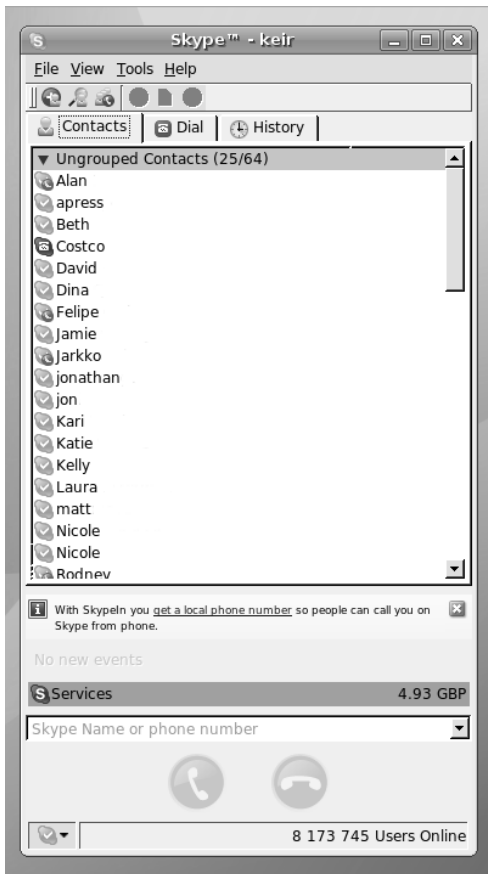 Skype™ - keir
File View Tools Help
Contacts Dial History
Ungrouped Contacts (25/64)
Alan
apress
Beth
Costco
David
Dina
Felipe
Jamie
Jarkko
jonathan
jon
Kari
Katie
Kelly
Laura
matt
Nicole
Nicole
Rodney
With SkypeIn you get a local phone number so people can call you on
Skype from phone.
No new events
Services 4.93 GBP
Skype Name or phone number
8 173 745 Users Online